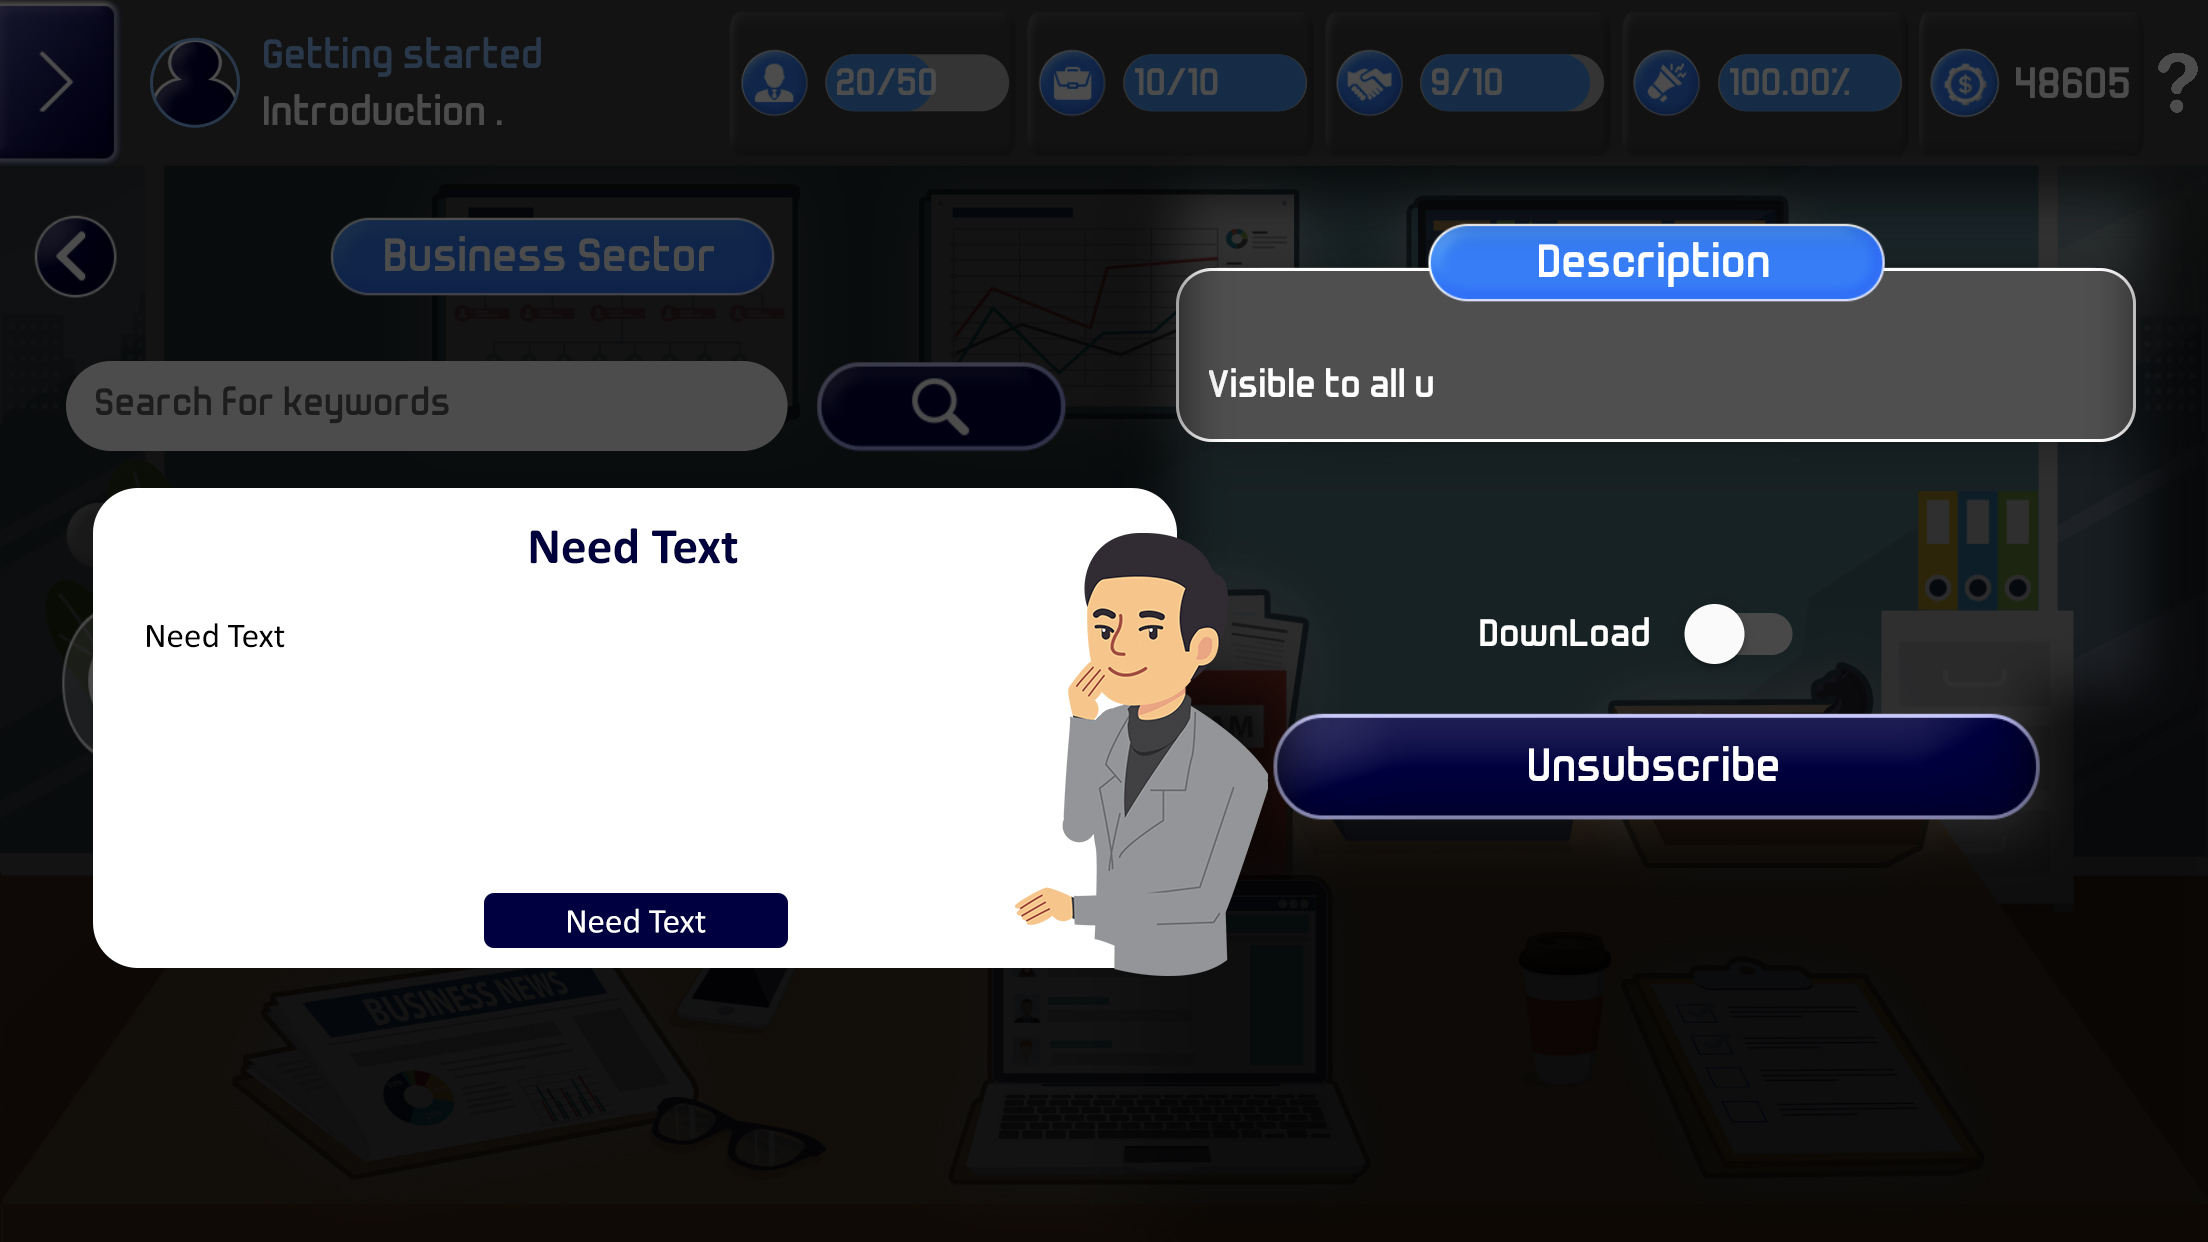 Getting started
Introduction .
20/50
10/10
9/10
100.00%
48605
?
Business Sector
Description
Search for keywords
Visible to all u
Need Text
Need Text
DownLoad
Unsubscribe
Need Text
BUSINESS NEWS